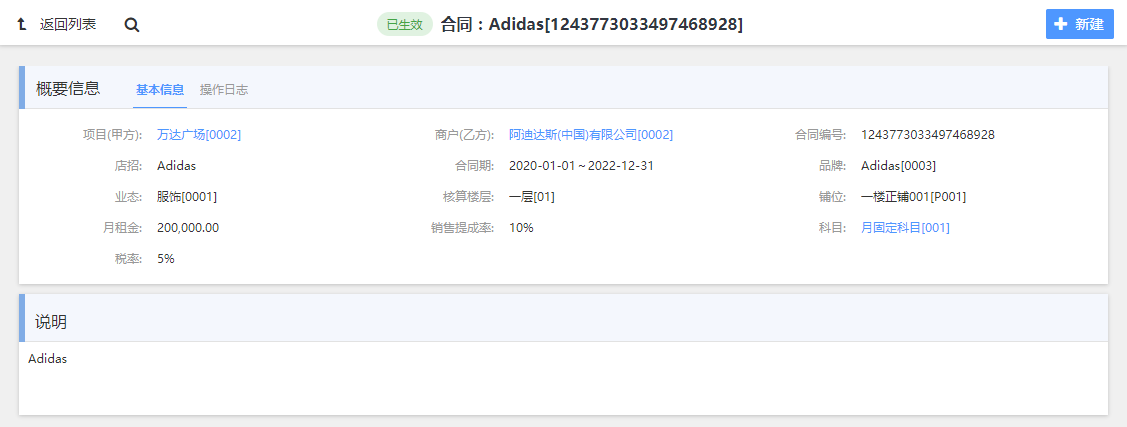 返回列表 已生效 合同：Adidas[1243773033497468928] 新建
概要信息 基本信息 操作日志
项目(甲方): 万达广场[0002] 商户(乙方): 阿迪达斯(中国)有限公司[0002] 合同编号: 1243773033497468928
店招: Adidas 合同期: 2020-01-01～2022-12-31 品牌: Adidas[0003]
业态: 服饰[0001] 核算楼层: 一层[01] 铺位: 一楼正铺001[P001]
月租金: 200,000.00 销售提成率: 10% 科目: 月固定科目[001]
税率: 5%
说明
Adidas